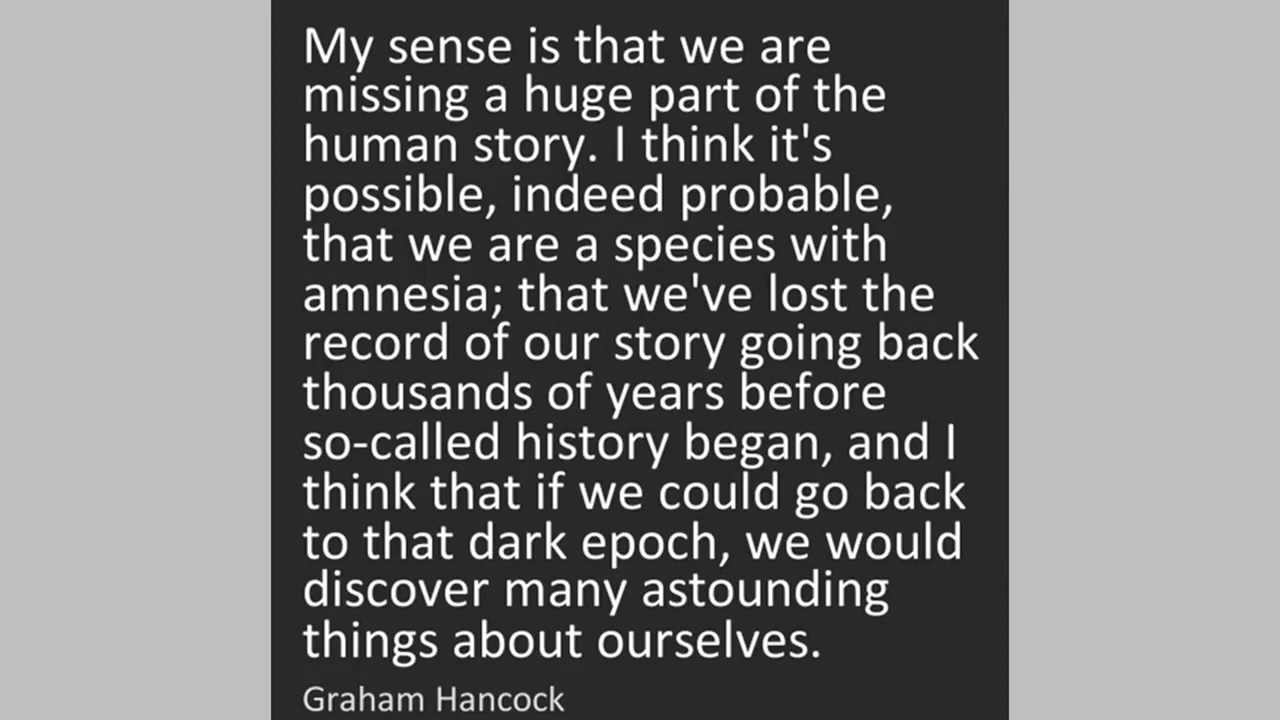 My sense is that we are
missing a huge part of the
human story. I think it's
possible, indeed probable,
that we are a species with
amnesia; that we've lost the
record of our story going back
thousands of years before
so-called history began, and I
think that if we could go back
to that dark epoch, we would
discover many astounding
things about ourselves.
Graham Hancock